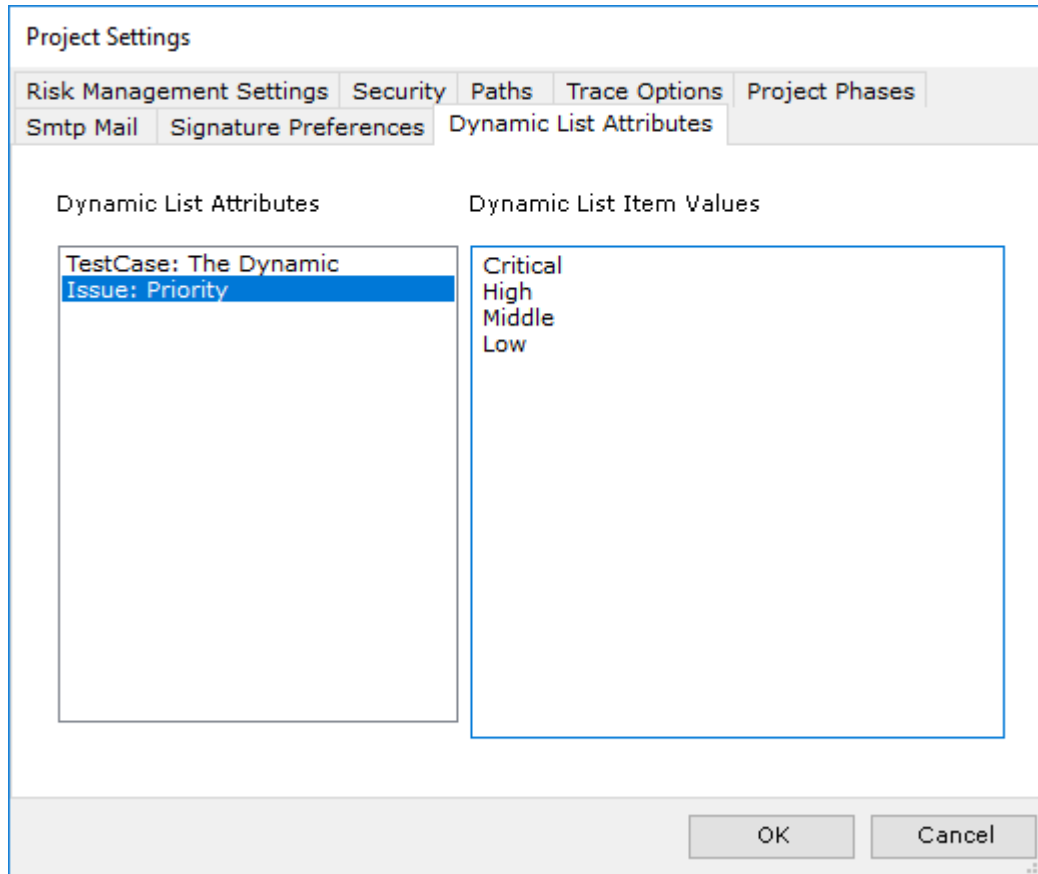 Project Settings
Risk Management Settings Security Paths Trace Options Project Phases
Smtp Mail Signature Preferences Dynamic List Attributes
Dynamic List Attributes Dynamic List Item Values
TestCase: The Dynamic
Issue: Priority
Critical
High
Middle
Low
OK Cancel